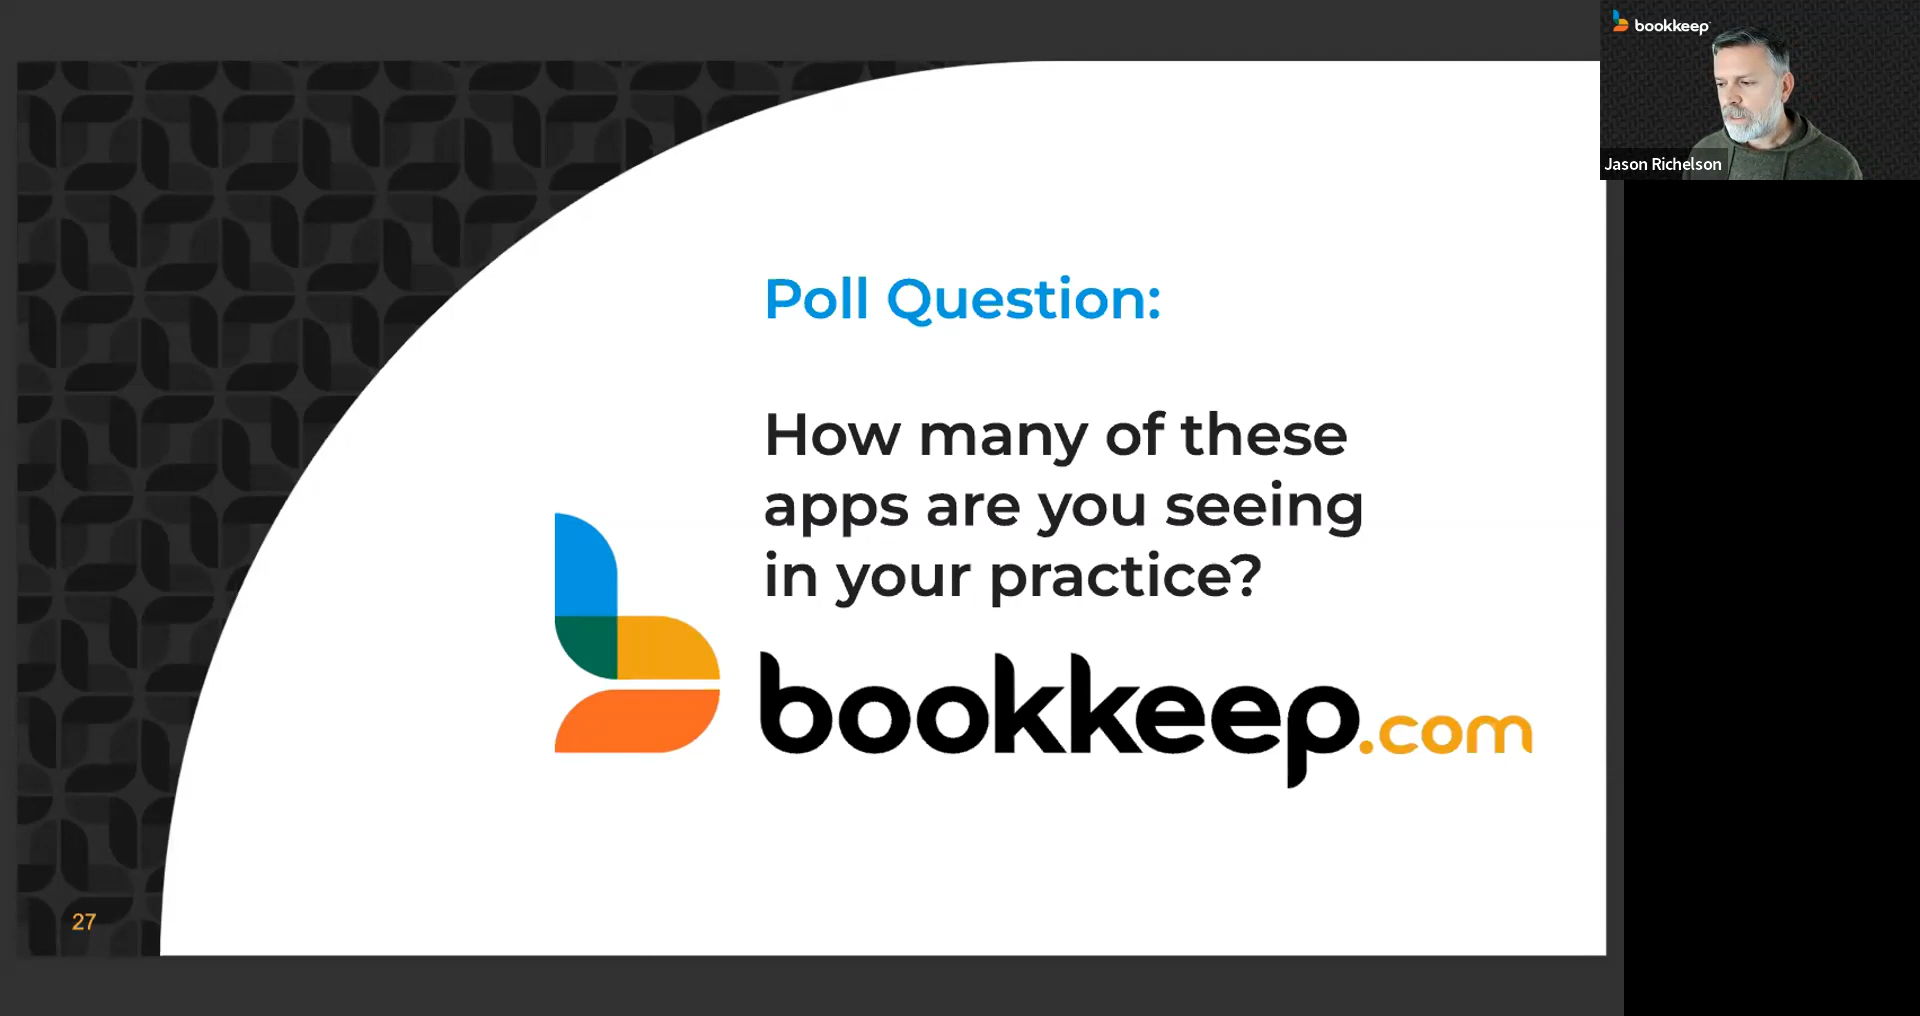 bookkeep
Jason Richelson
Poll Question:
How many of these
apps are you seeing
in your practice?
bookkeep.com
27